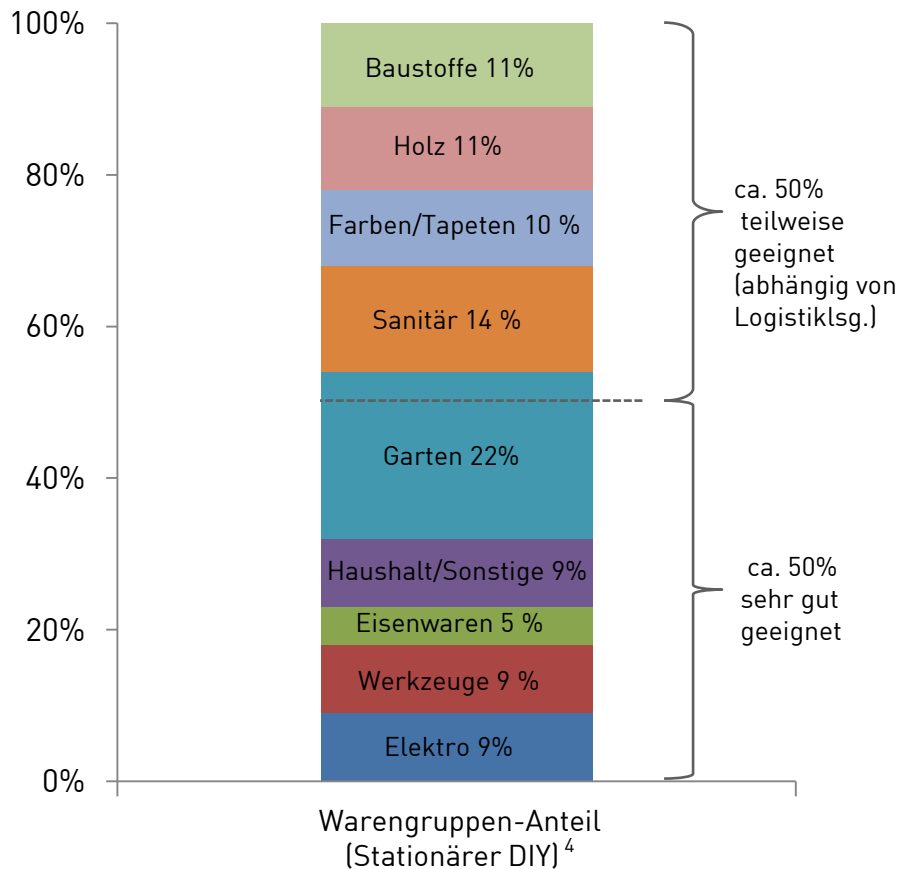 100%
80%
60%
40%
20%
0%
Baustoffe 11%
Holz 11%
Farben/Tapeten 10 %
Sanitär 14 %
Garten 22%
Haushalt/Sonstige 9%
Eisenwaren 5 %
Werkzeuge 9 %
Elektro 9%
ca. 50%
teilweise
geeignet
(abhängig von
Logistiklsg.)
ca. 50%
sehr gut
geeignet
Warengruppen-Anteil
(Stationärer DIY) 4